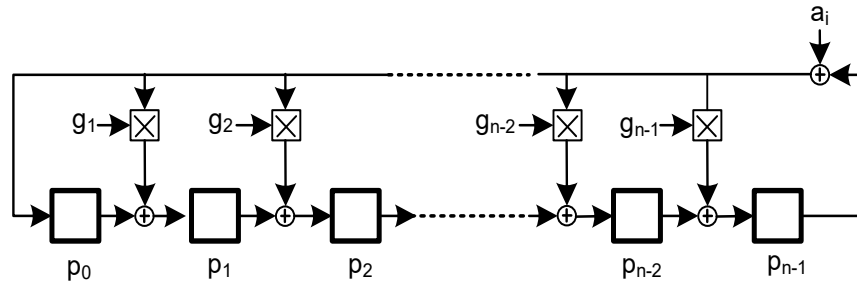 aᵢ
g₁ g₂ gₙ₋₂ gₙ₋₁
p₀ p₁ p₂ pₙ₋₂ pₙ₋₁